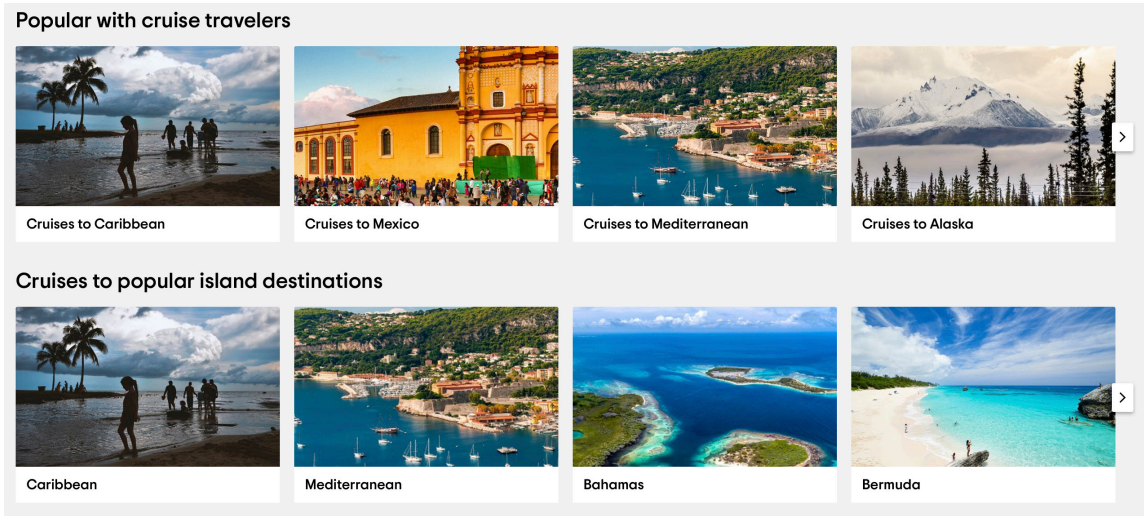 Popular with cruise travelers
Cruises to Caribbean
Cruises to Mexico
Cruises to Mediterranean
Cruises to Alaska
Cruises to popular island destinations
Caribbean
Mediterranean
Bahamas
Bermuda